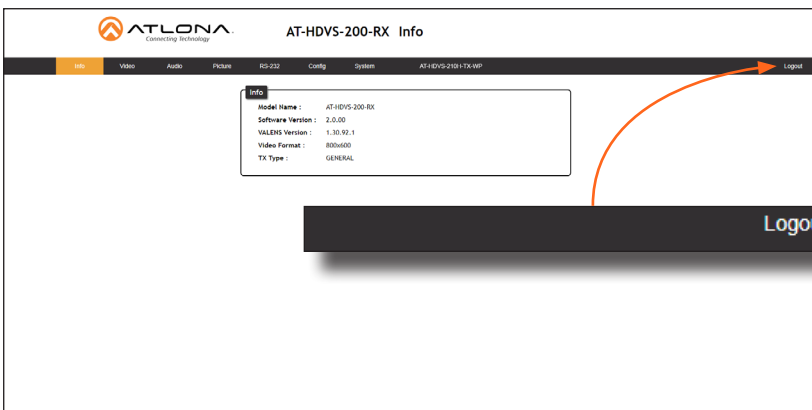 ATLONA.
Connecting Technology
AT-HDVS-200-RX Info
Info Video Audio Picture RS-232 Config System AT-HDVS-210H-TX-WP Logout
Info
Model Name : AT-HDVS-200-RX
Software Version : 2.0.00
VALENS Version : 1.30.92.1
Video Format : 800x600
TX Type : GENERAL
Logou